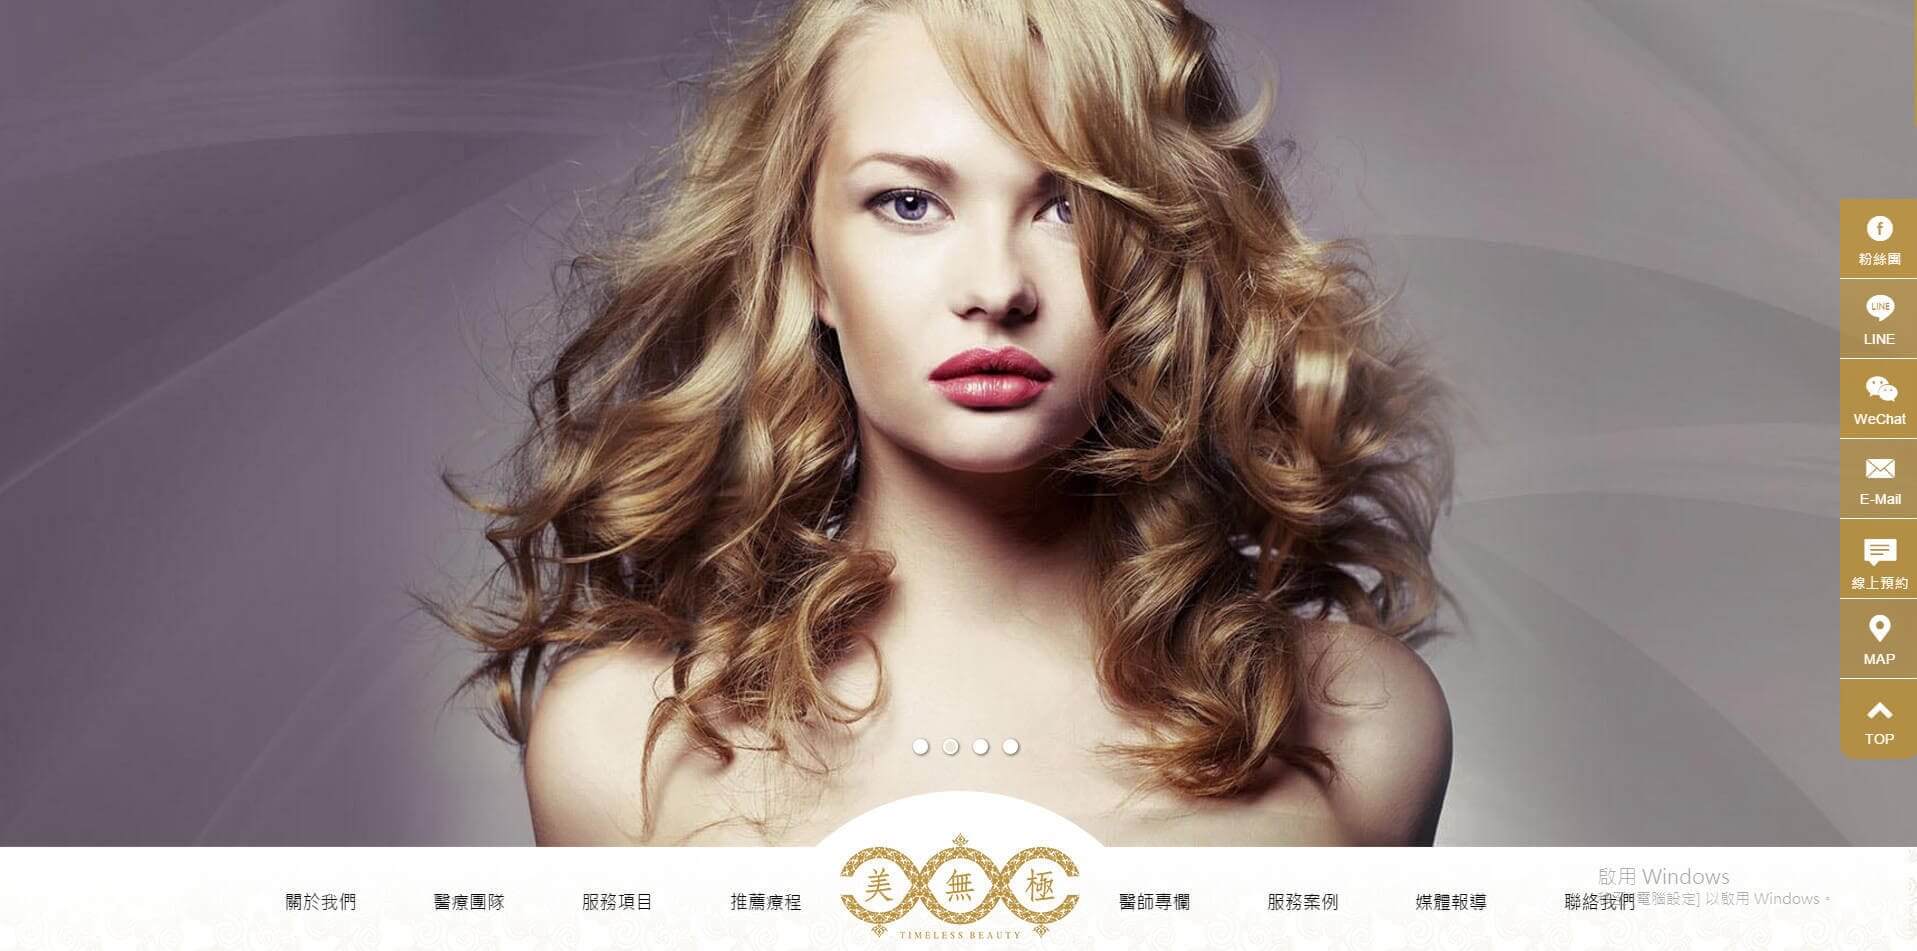 f
粉絲團
LINE
LINE
WeChat
E-Mail
線上預約
MAP
TOP
關於我們
醫療團隊
服務項目
推薦療程
美無極
TIMELESS BEAUTY
醫師專欄
服務案例
媒體報導
聯絡我們
啟用 Windows
電腦設定] 以啟用 Windows。